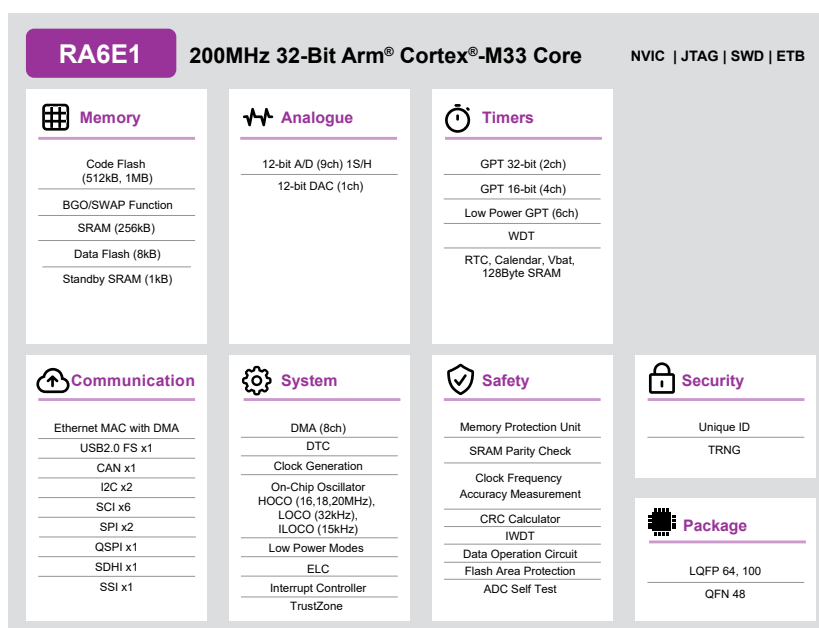 RA6E1
200MHz 32-Bit Arm® Cortex®-M33 Core
NVIC | JTAG | SWD | ETB
Memory
Code Flash
(512kB, 1MB)
BGO/SWAP Function
SRAM (256kB)
Data Flash (8kB)
Standby SRAM (1kB)
Analogue
12-bit A/D (9ch) 1S/H
12-bit DAC (1ch)
Timers
GPT 32-bit (2ch)
GPT 16-bit (4ch)
Low Power GPT (6ch)
WDT
RTC, Calendar, Vbat,
128Byte SRAM
Communication
Ethernet MAC with DMA
USB2.0 FS x1
CAN x1
I2C x2
SCI x6
SPI x2
QSPI x1
SDHI x1
SSI x1
System
DMA (8ch)
DTC
Clock Generation
On-Chip Oscillator
HOCO (16,18,20MHz),
LOCO (32kHz),
ILOCO (15kHz)
Low Power Modes
ELC
Interrupt Controller
TrustZone
Safety
Memory Protection Unit
SRAM Parity Check
Clock Frequency
Accuracy Measurement
CRC Calculator
IWDT
Data Operation Circuit
Flash Area Protection
ADC Self Test
Security
Unique ID
TRNG
Package
LQFP 64, 100
QFN 48